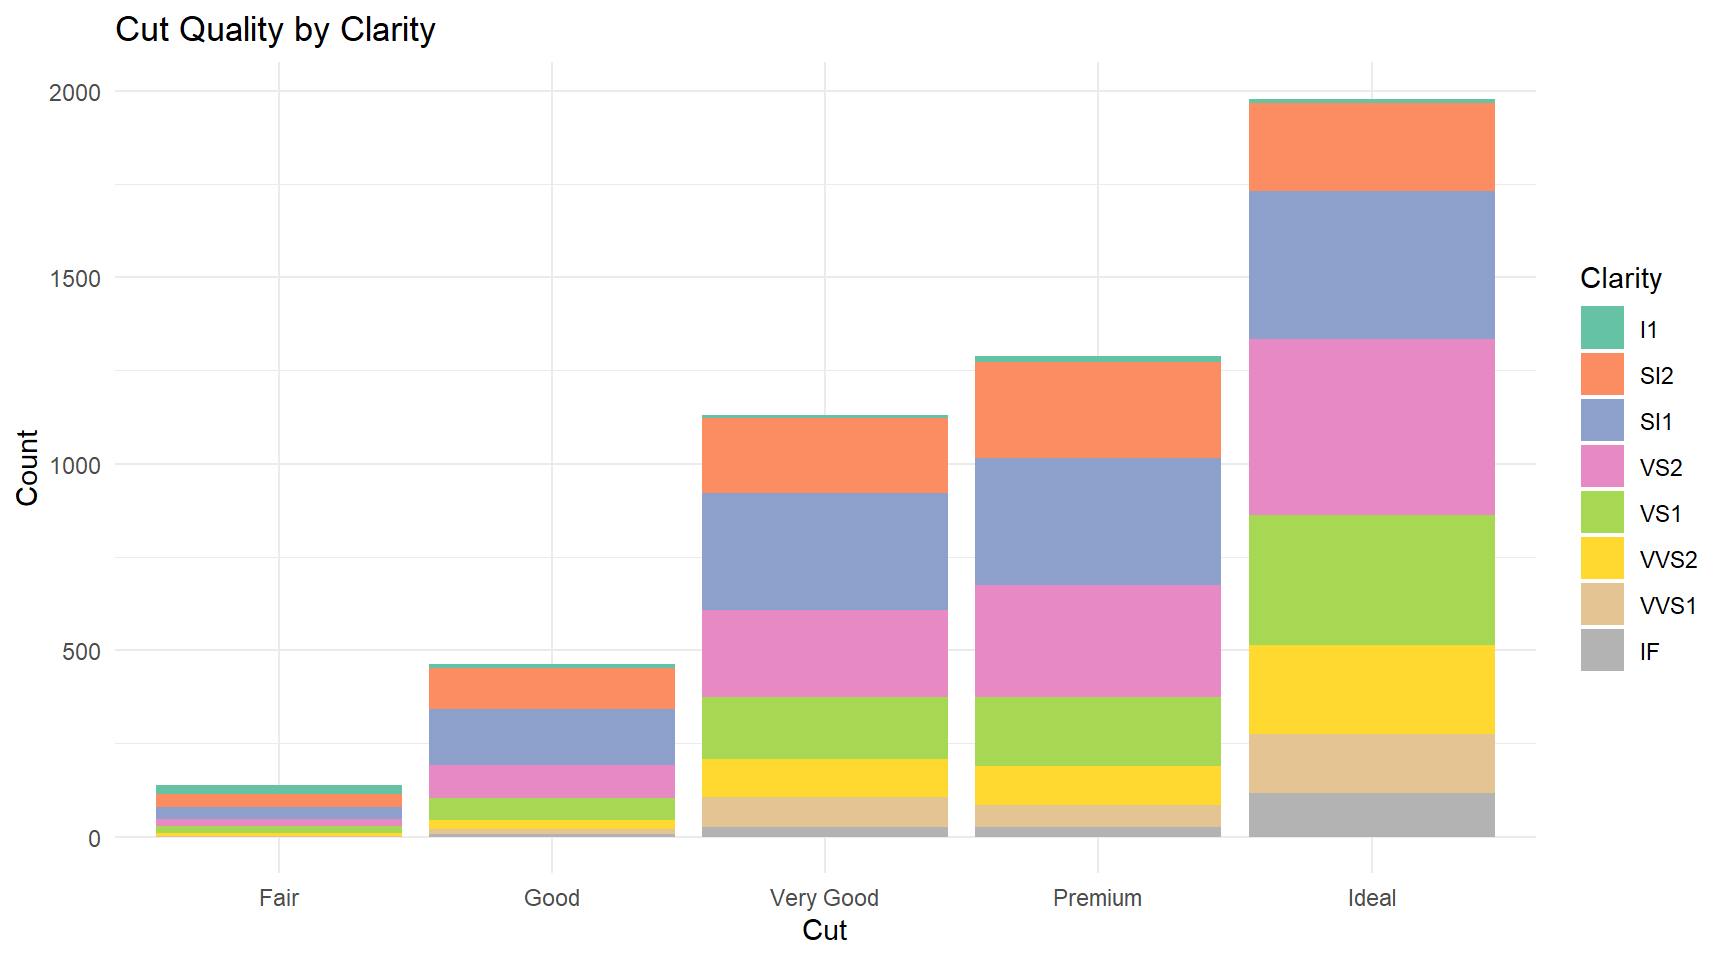 Cut Quality by Clarity
2000
1500
1000
500
0
Count
Fair Good Very Good Premium Ideal
Cut
Clarity
I1
SI2
SI1
VS2
VS1
VVS2
VVS1
IF